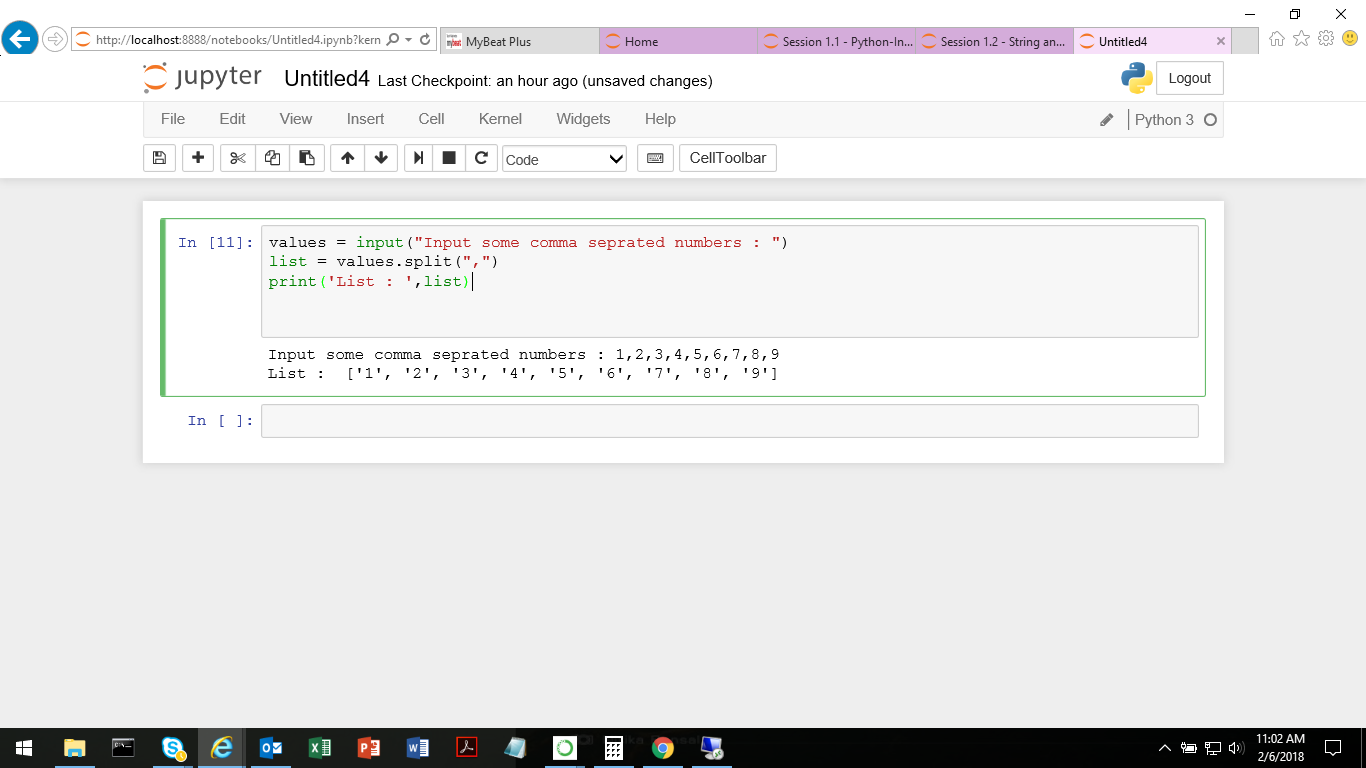 http://localhost:8888/notebooks/Untitled4.ipynb?kern
MyBeat Plus
Home
Session 1.1 - Python-In...
Session 1.2 - String an...
Untitled4
jupyter
Untitled4
Last Checkpoint: an hour ago (unsaved changes)
Logout
File
Edit
View
Insert
Cell
Kernel
Widgets
Help
Python 3
Code
CellToolbar
In [11]:
values = input("Input some comma seprated numbers : ")
list = values.split(",")
print('List : ',list)
Input some comma seprated numbers : 1,2,3,4,5,6,7,8,9
List :  ['1', '2', '3', '4', '5', '6', '7', '8', '9']
In [ ]:
11:02 AM
2/6/2018